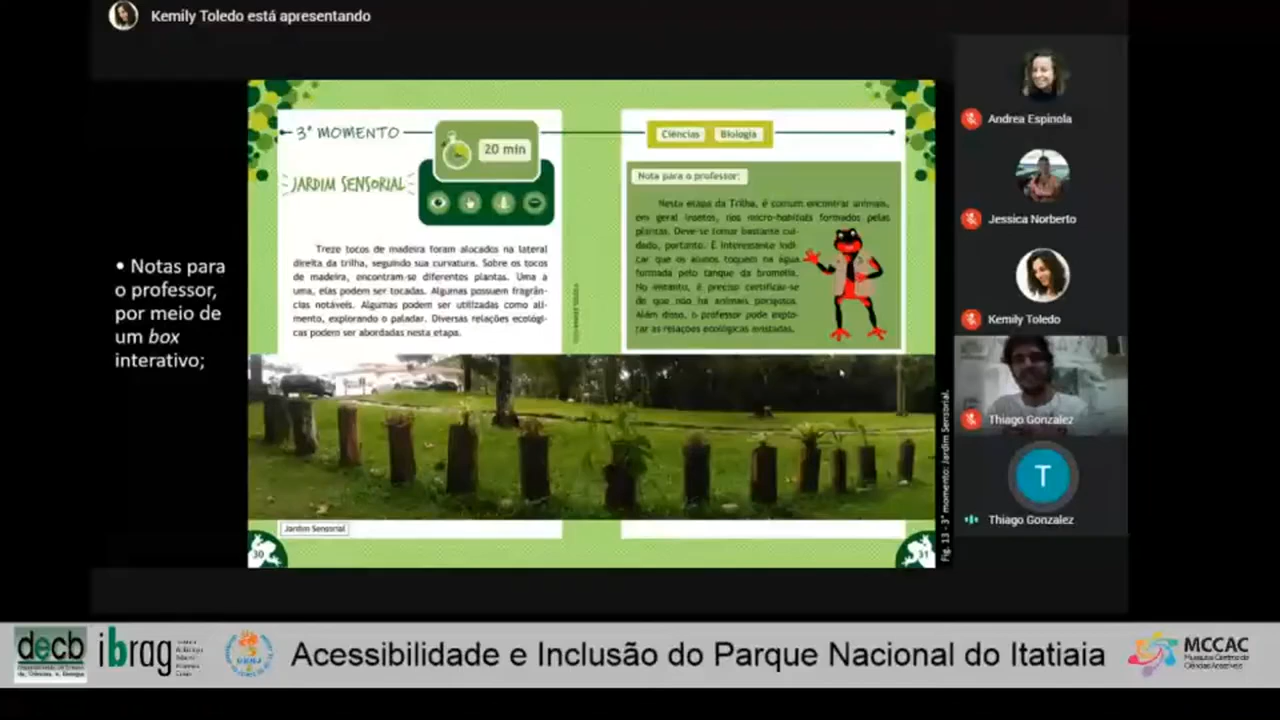 Kemily Toledo está apresentando
• Notas para
o professor,
por meio de
um box
interativo;
3° MOMENTO
20 min
JARDIM SENSORIAL
Treze tocos de madeira foram alocados na lateral
direita da trilha, seguindo sua curvatura. Sobre os tocos
de madeira, encontram-se diferentes plantas. Uma a
uma, elas podem ser tocadas. Algumas possuem fragrân-
cias notáveis. Algumas podem ser utilizadas como ali-
mento, explorando o paladar. Diversas relações ecológi-
cas podem ser abordadas nesta etapa.
Ciências
Biologia
Nota para o professor:
Nesta etapa da Trilha, é comum encontrar animais,
em geral insetos, nos micro-habitats formados pelas
plantas. Deve-se tomar bastante cui-
dado, portanto. É interessante indi-
car que os alunos toquem na água
formada pelo tanque da bromélia.
No entanto, é preciso certificar-se
de que não há animais perigosos.
Além disso, o professor pode explo-
rar as relações ecológicas existentes.
Jardim Sensorial
30
31
Fig. 13 - 3° momento: Jardim Sensorial.
Andrea Espinola
Jessica Norberto
Kemily Toledo
Thiago Gonzalez
T
Thiago Gonzalez
decb
ibrag
Acessibilidade e Inclusão do Parque Nacional do Itatiaia
MCCAC